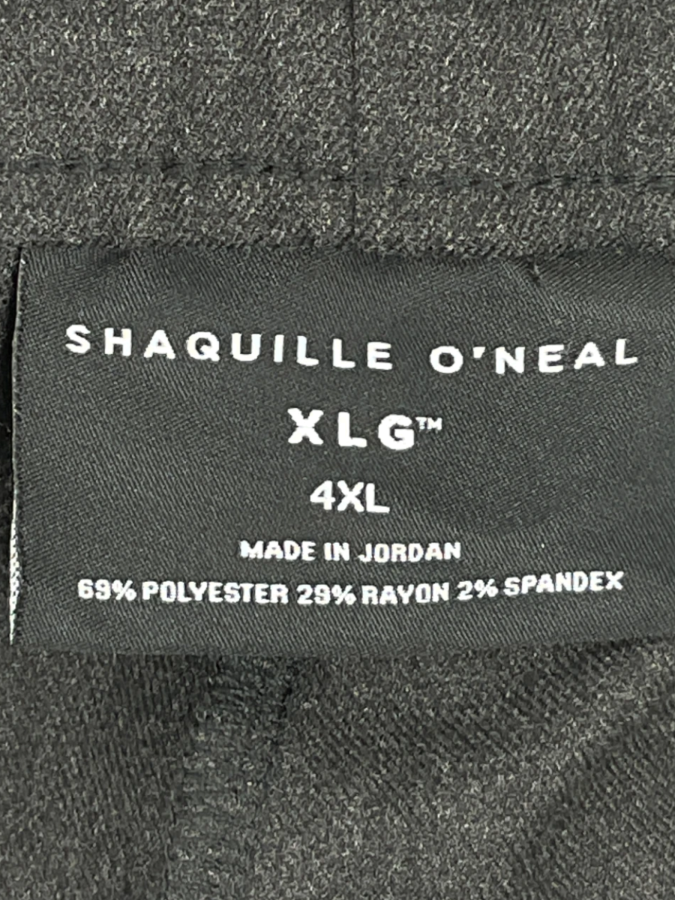 SHAQUILLE O'NEAL
XLG™
4XL
MADE IN JORDAN
69% POLYESTER 29% RAYON 2% SPANDEX